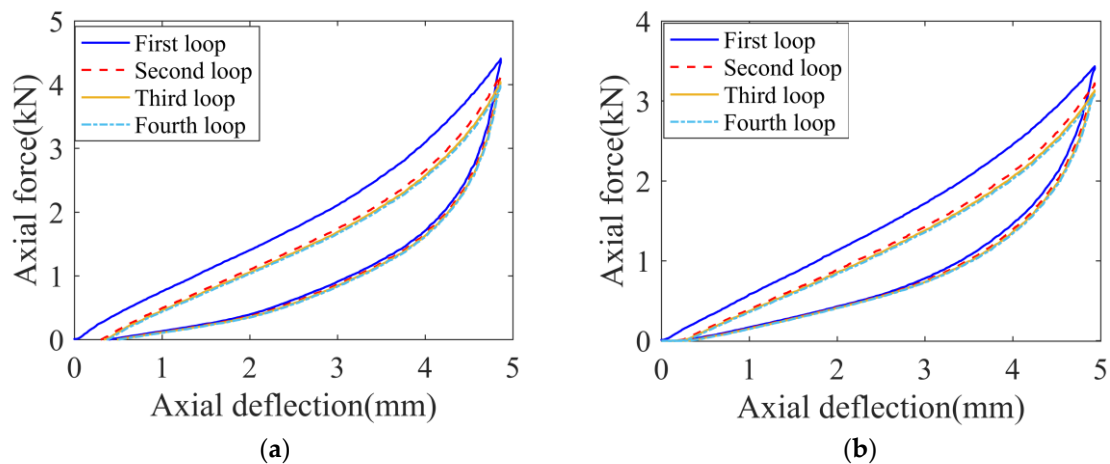 5
4
3
2
1
0
Axial force(kN)
First loop
Second loop
Third loop
Fourth loop
0 1 2 3 4 5
Axial deflection(mm)
(a)
4
3
2
1
0
Axial force(kN)
First loop
Second loop
Third loop
Fourth loop
0 1 2 3 4 5
Axial deflection(mm)
(b)